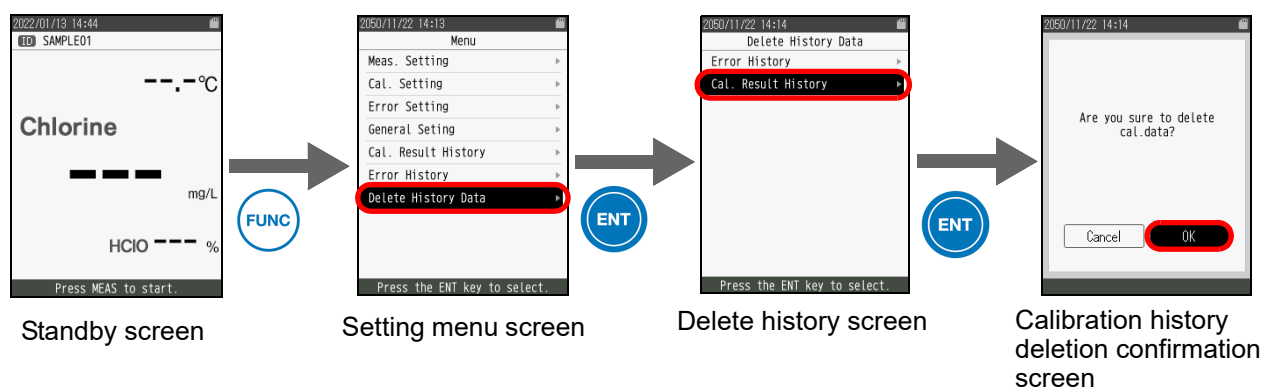 2022/01/13 14:44
ID SAMPLE01
--.-℃
Chlorine
---
mg/L
HClO --- %
Press MEAS to start.
Standby screen
FUNC
2050/11/22 14:13
Menu
Meas. Setting
Cal. Setting
Error Setting
General Seting
Cal. Result History
Error History
Delete History Data
Press the ENT key to select.
Setting menu screen
ENT
2050/11/22 14:14
Delete History Data
Error History
Cal. Result History
Press the ENT key to select.
Delete history screen
ENT
2050/11/22 14:14
Are you sure to delete
cal.data?
Cancel OK
Calibration history
deletion confirmation
screen